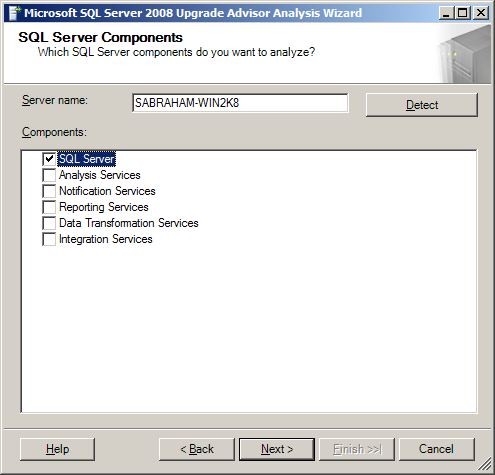 Microsoft SQL Server 2008 Upgrade Advisor Analysis Wizard
SQL Server Components
Which SQL Server components do you want to analyze?
Server name:
SABRAHAM-WIN2K8
Detect
Components:
SQL Server
Analysis Services
Notification Services
Reporting Services
Data Transformation Services
Integration Services
Help
< Back
Next >
Finish >>|
Cancel